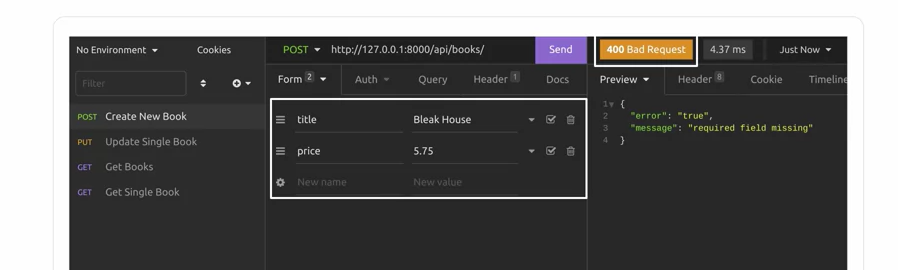 No Environment Cookies
POST http://127.0.0.1:8000/api/books/ Send
400 Bad Request 4.37 ms Just Now
Filter
Form 2 Auth Query Header 1 Docs
Preview Header 8 Cookie Timeline
POST Create New Book
PUT Update Single Book
GET Get Books
GET Get Single Book
title Bleak House
price 5.75
New name New value
1 {
2 "error": "true",
3 "message": "required field missing"
4 }